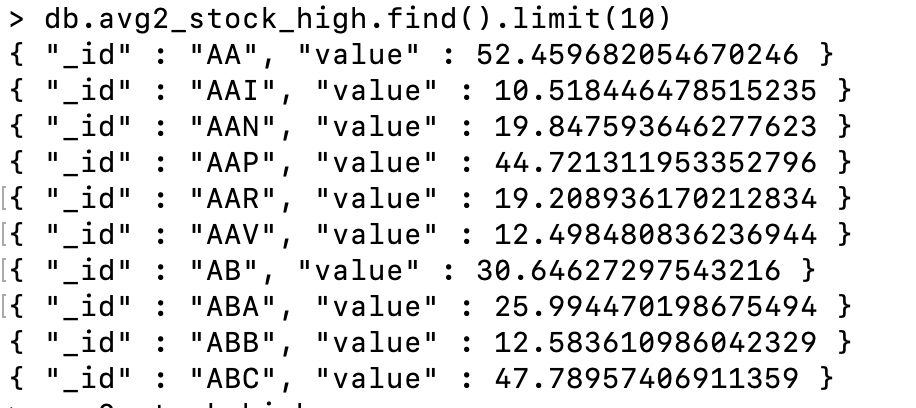 > db.avg2_stock_high.find().limit(10)
{ "_id" : "AA", "value" : 52.459682054670246 }
{ "_id" : "AAI", "value" : 10.518446478515235 }
{ "_id" : "AAN", "value" : 19.847593646277623 }
{ "_id" : "AAP", "value" : 44.721311953352796 }
[{ "_id" : "AAR", "value" : 19.208936170212834 }
[{ "_id" : "AAV", "value" : 12.498480836236944 }
[{ "_id" : "AB", "value" : 30.64627297543216 }
[{ "_id" : "ABA", "value" : 25.994470198675494 }
{ "_id" : "ABB", "value" : 12.583610986042329 }
{ "_id" : "ABC", "value" : 47.78957406911359 }